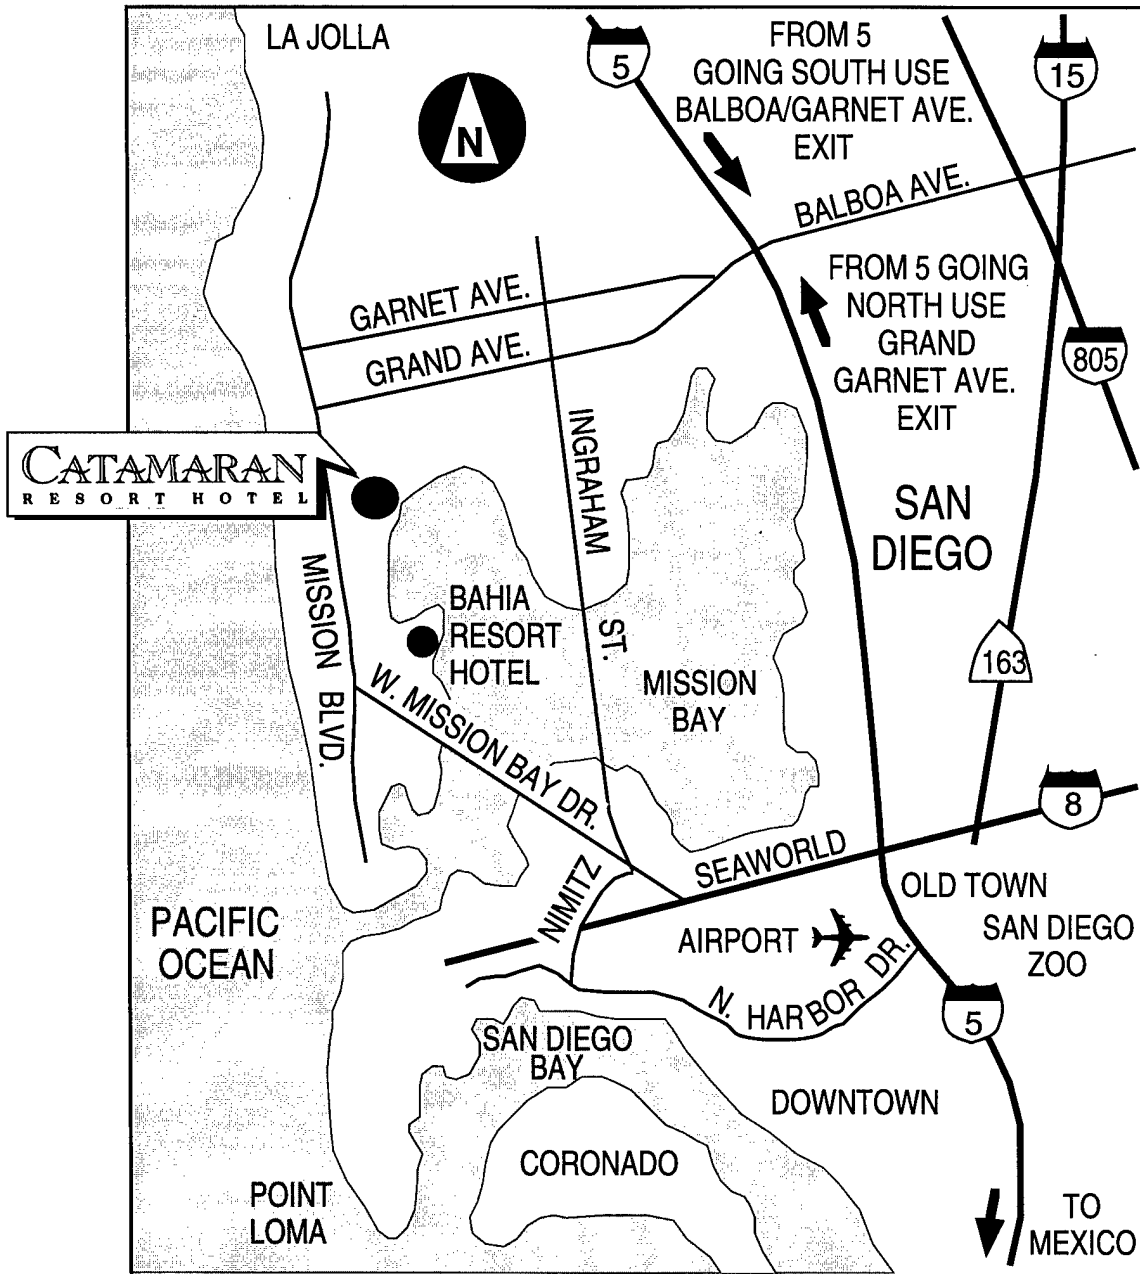 LA JOLLA
N
5
FROM 5
GOING SOUTH USE
BALBOA/GARNET AVE.
EXIT
15
BALBOA AVE.
GARNET AVE.
GRAND AVE.
FROM 5 GOING
NORTH USE
GRAND
GARNET AVE.
EXIT
805
CATAMARAN
RESORT HOTEL
INGRAHAM ST.
SAN
DIEGO
MISSION BLVD.
BAHIA
RESORT
HOTEL
163
MISSION
BAY
W. MISSION BAY DR.
8
SEAWORLD
NIMITZ
OLD TOWN
PACIFIC
OCEAN
AIRPORT
SAN DIEGO
ZOO
N. HARBOR DR.
5
SAN DIEGO
BAY
DOWNTOWN
CORONADO
POINT
LOMA
TO
MEXICO